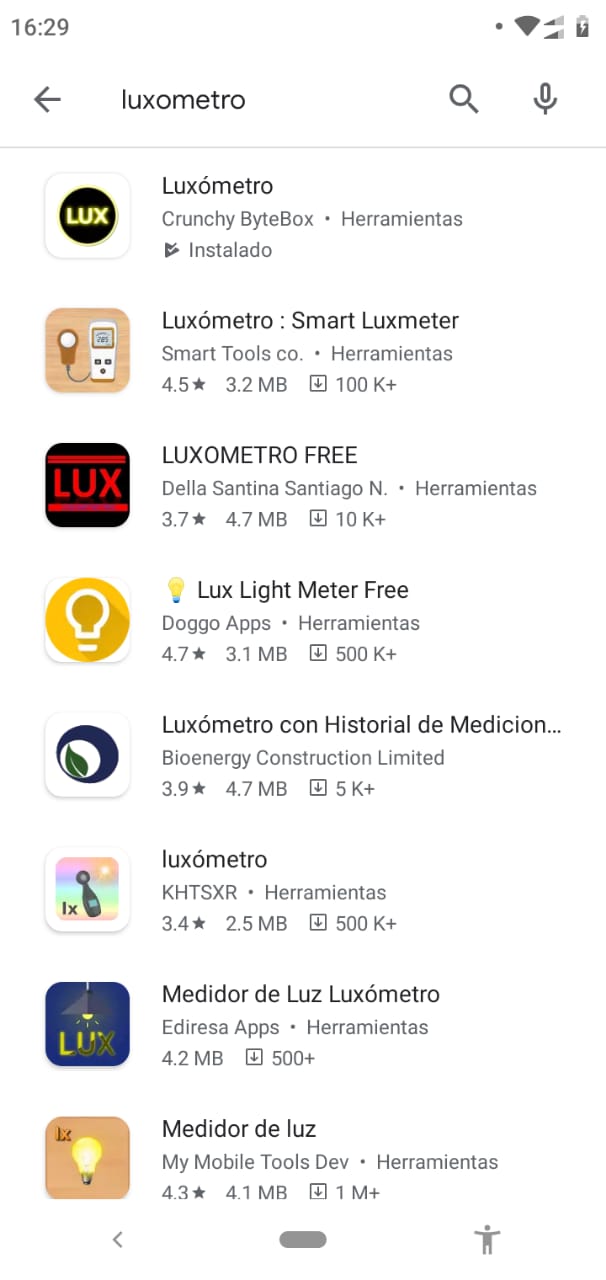 16:29
luxometro
LUX
Luxómetro
Crunchy ByteBox • Herramientas
Instalado
Luxómetro : Smart Luxmeter
Smart Tools co. • Herramientas
4.5★ 3.2 MB 100 K+
LUX
LUXOMETRO FREE
Della Santina Santiago N. • Herramientas
3.7★ 4.7 MB 10 K+
💡 Lux Light Meter Free
Doggo Apps • Herramientas
4.7★ 3.1 MB 500 K+
Luxómetro con Historial de Medicion...
Bioenergy Construction Limited
3.9★ 4.7 MB 5 K+
lx
luxómetro
KHTSXR • Herramientas
3.4★ 2.5 MB 500 K+
LUX
Medidor de Luz Luxómetro
Ediresa Apps • Herramientas
4.2 MB 500+
lx
Medidor de luz
My Mobile Tools Dev • Herramientas
4.3★ 4.1 MB 1 M+